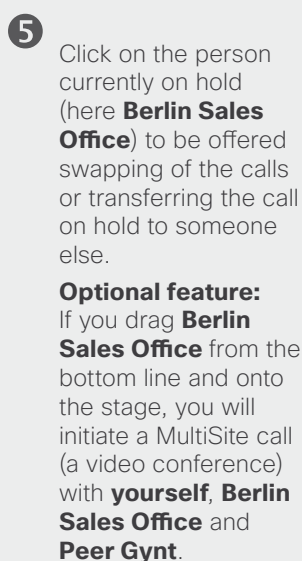 5
Click on the person
currently on hold
(here Berlin Sales
Office) to be offered
swapping of the calls
or transferring the call
on hold to someone
else.
Optional feature:
If you drag Berlin
Sales Office from the
bottom line and onto
the stage, you will
initiate a MultiSite call
(a video conference)
with yourself, Berlin
Sales Office and
Peer Gynt.